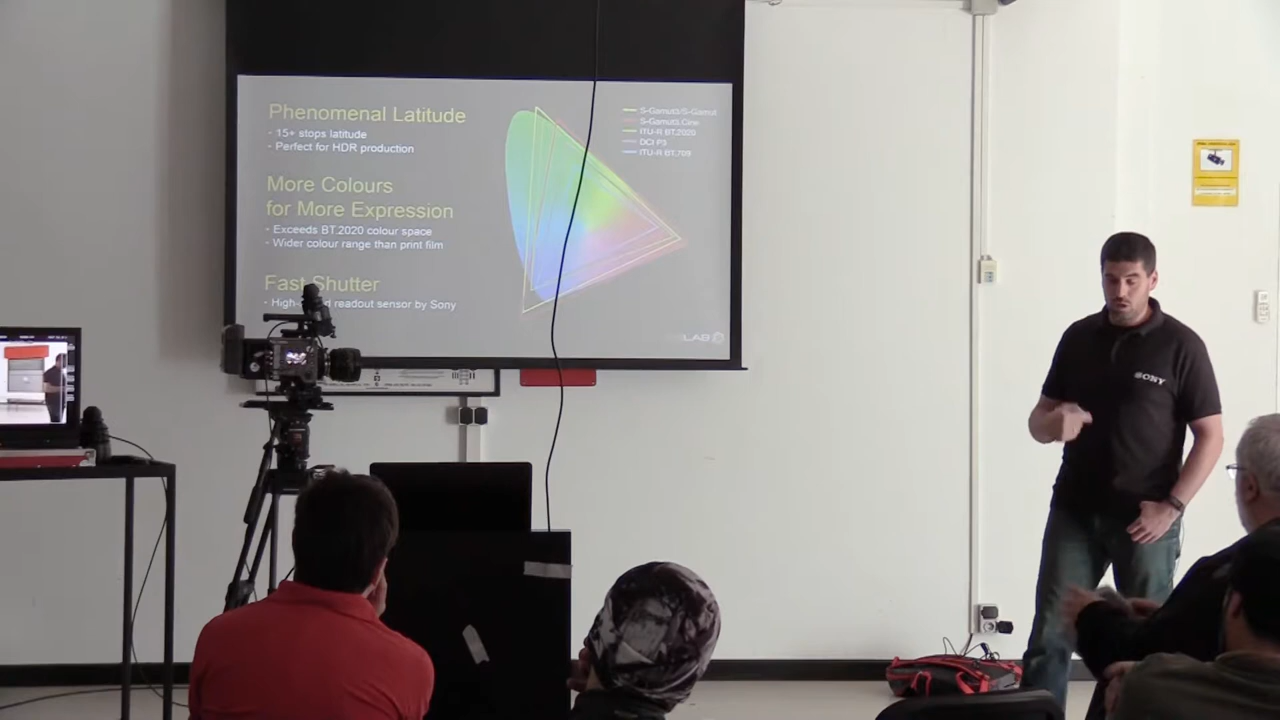 Phenomenal Latitude
- 15+ stops latitude
- Perfect for HDR production
More Colours
for More Expression
- Exceeds BT.2020 colour space
- Wider colour range than print film
Fast Shutter
- High- readout sensor by Sony
S-Gamut3/S-Gamut
S-Gamut3.Cine
ITU-R BT.2020
DCI P3
ITU-R BT.709
LAB
SONY